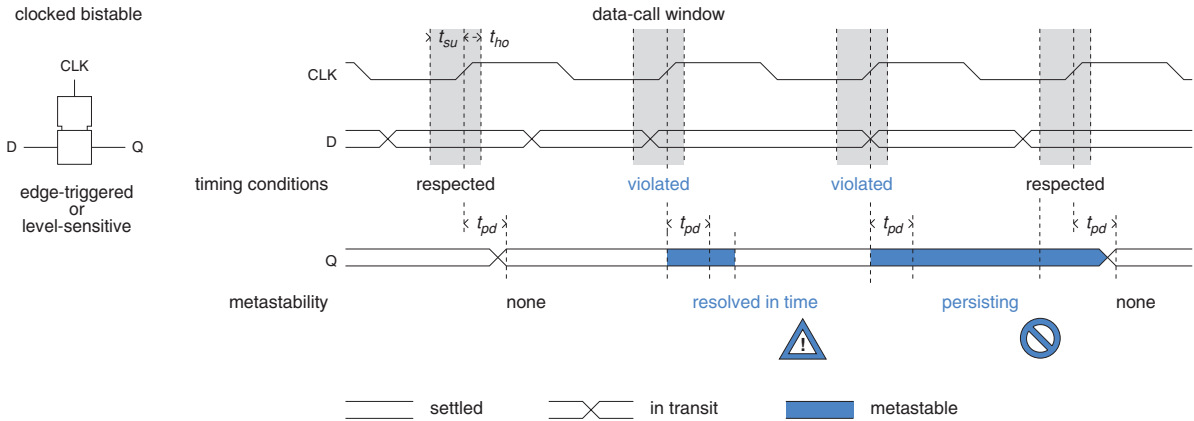 clocked bistable
data-call window
CLK
D Q
edge-triggered
or
level-sensitive
tsu tho
CLK
D
timing conditions respected violated violated respected
tpd tpd tpd tpd
Q
metastability none resolved in time persisting none
!
settled in transit metastable